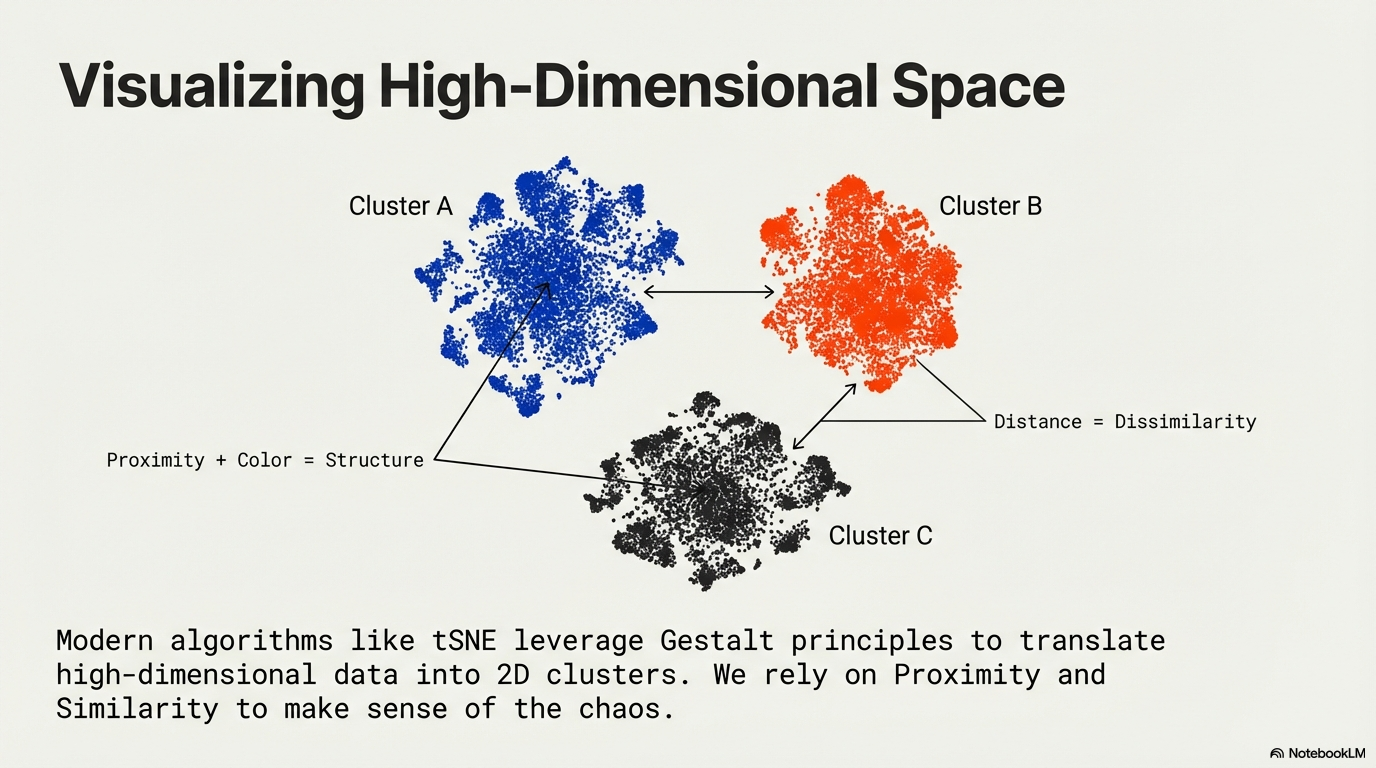 Visualizing High-Dimensional Space
Cluster A
Cluster B
Distance = Dissimilarity
Proximity + Color = Structure
Cluster C
Modern algorithms like tSNE leverage Gestalt principles to translate
high-dimensional data into 2D clusters. We rely on Proximity and
Similarity to make sense of the chaos.
NotebookLM